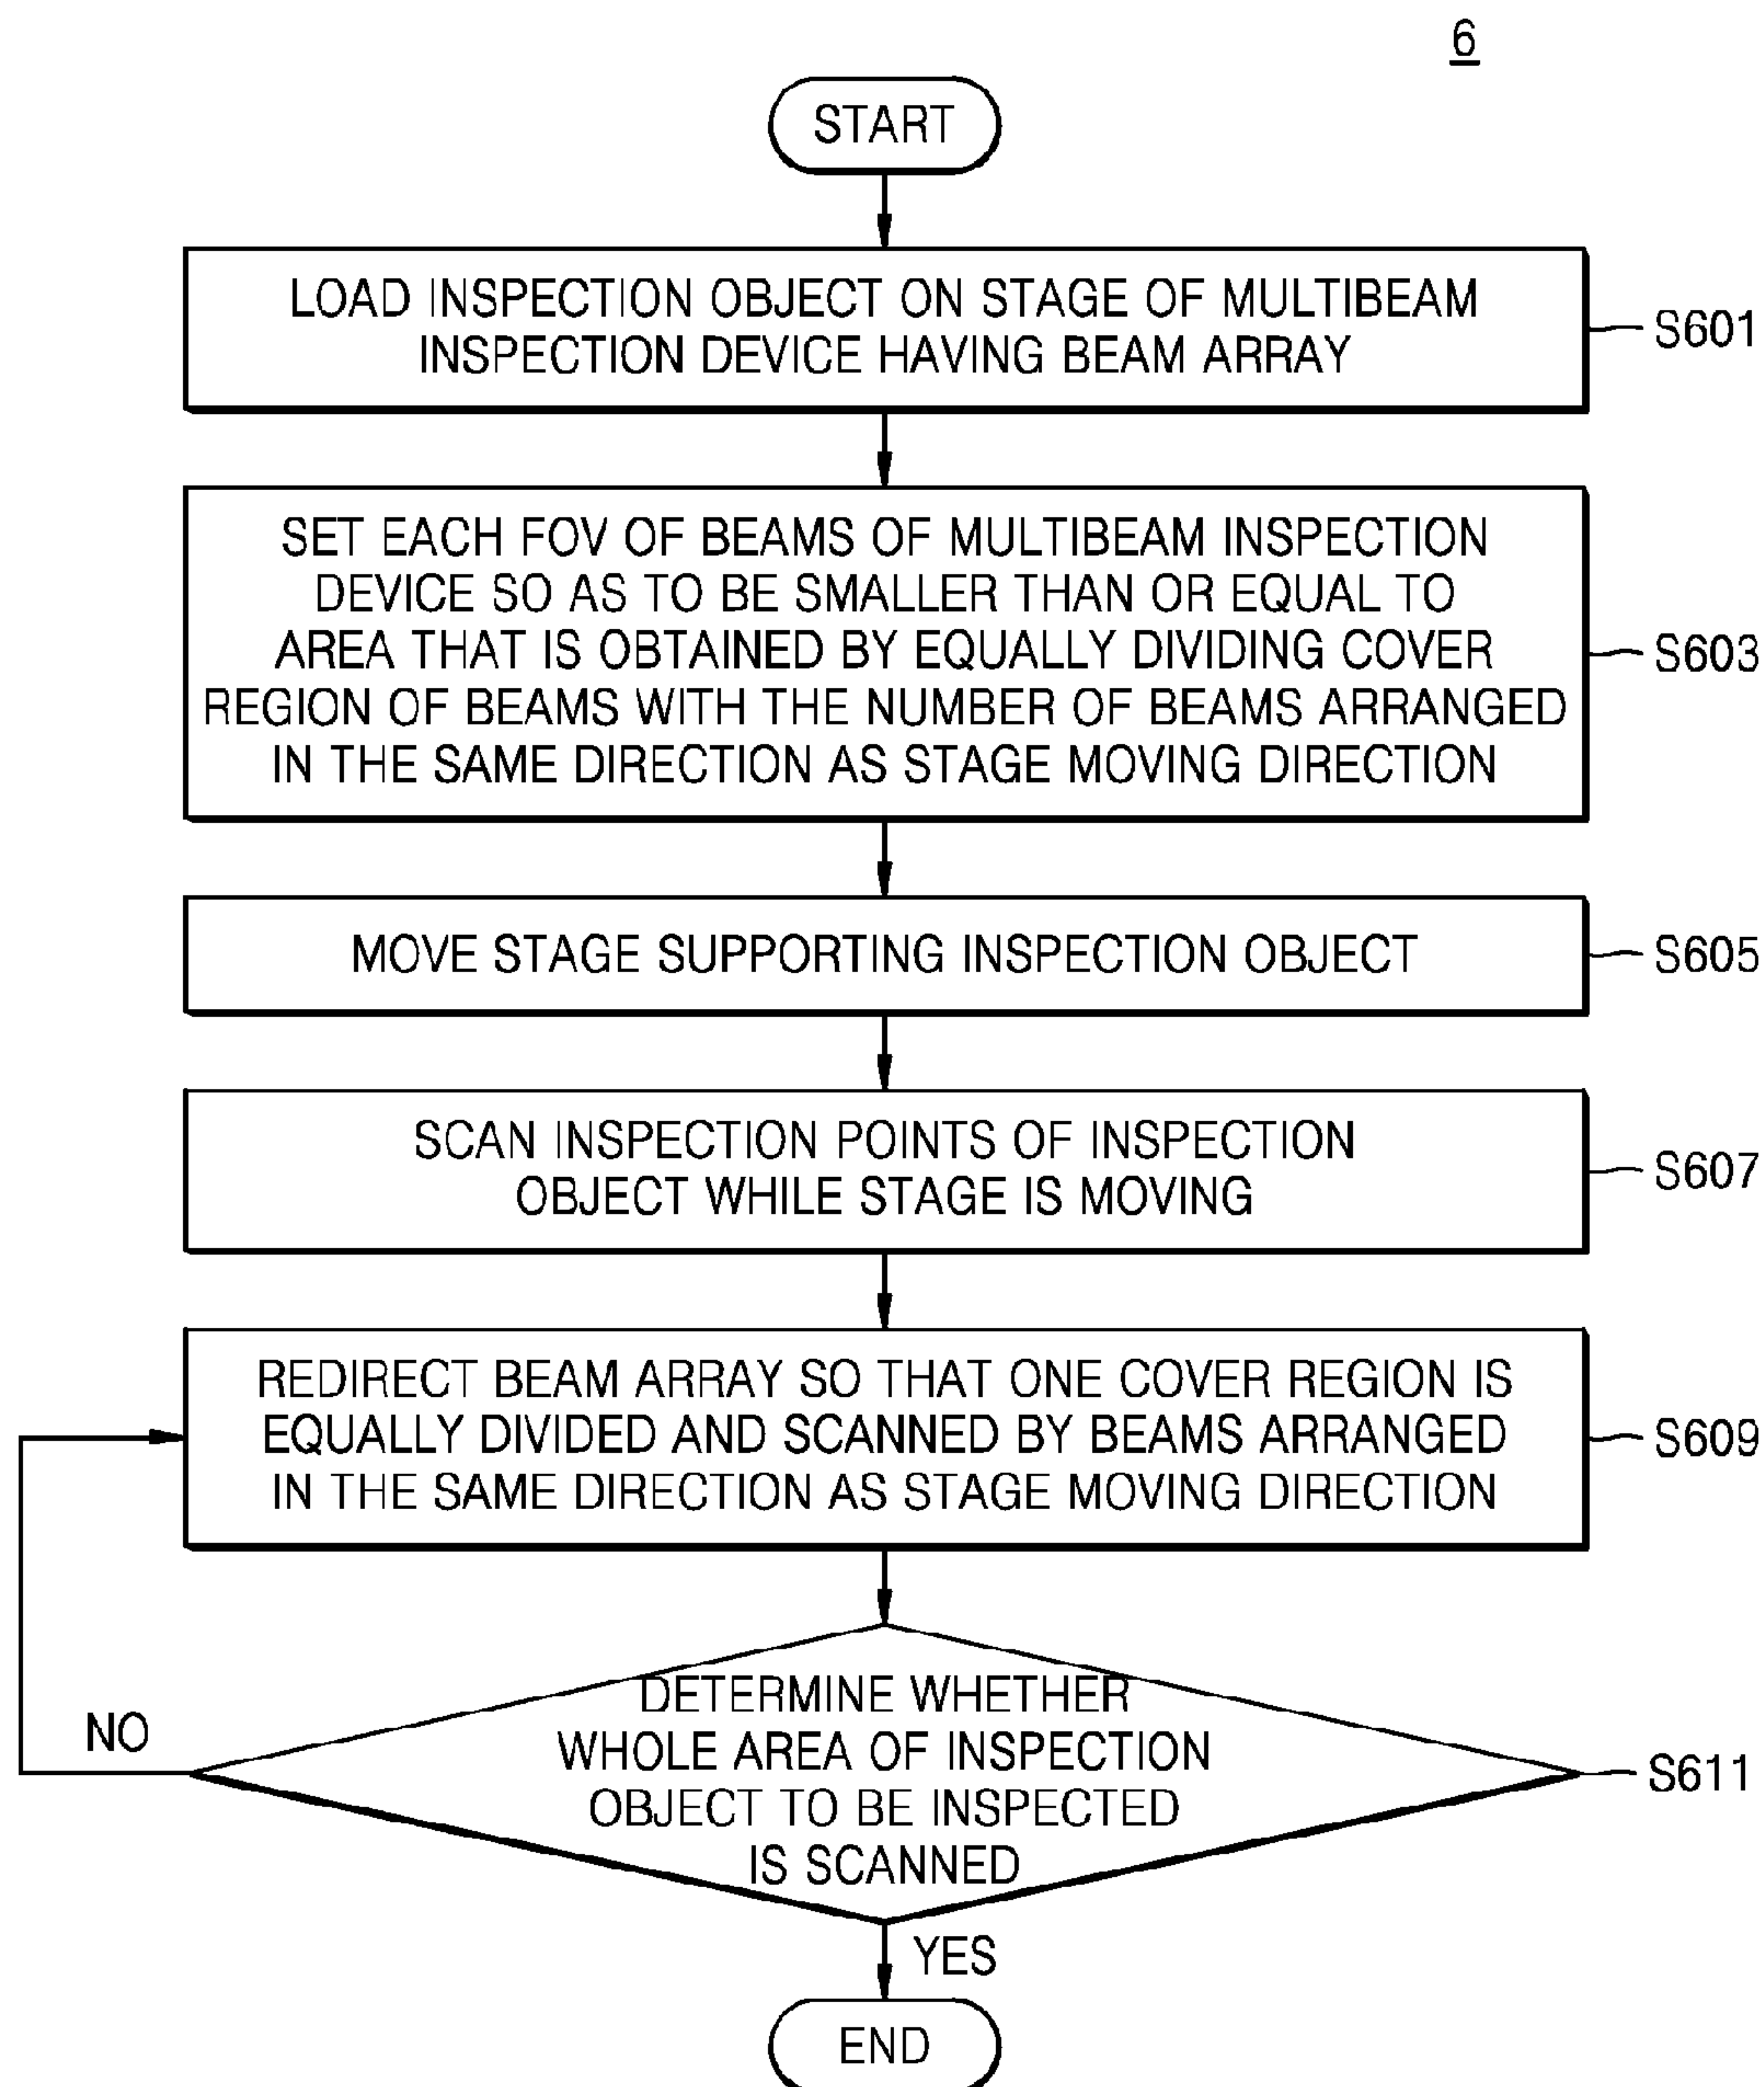 6
START
LOAD INSPECTION OBJECT ON STAGE OF MULTIBEAM
INSPECTION DEVICE HAVING BEAM ARRAY
S601
SET EACH FOV OF BEAMS OF MULTIBEAM INSPECTION
DEVICE SO AS TO BE SMALLER THAN OR EQUAL TO
AREA THAT IS OBTAINED BY EQUALLY DIVIDING COVER
REGION OF BEAMS WITH THE NUMBER OF BEAMS ARRANGED
IN THE SAME DIRECTION AS STAGE MOVING DIRECTION
S603
MOVE STAGE SUPPORTING INSPECTION OBJECT
S605
SCAN INSPECTION POINTS OF INSPECTION
OBJECT WHILE STAGE IS MOVING
S607
REDIRECT BEAM ARRAY SO THAT ONE COVER REGION IS
EQUALLY DIVIDED AND SCANNED BY BEAMS ARRANGED
IN THE SAME DIRECTION AS STAGE MOVING DIRECTION
S609
DETERMINE WHETHER
WHOLE AREA OF INSPECTION
OBJECT TO BE INSPECTED
IS SCANNED
S611
NO
YES
END